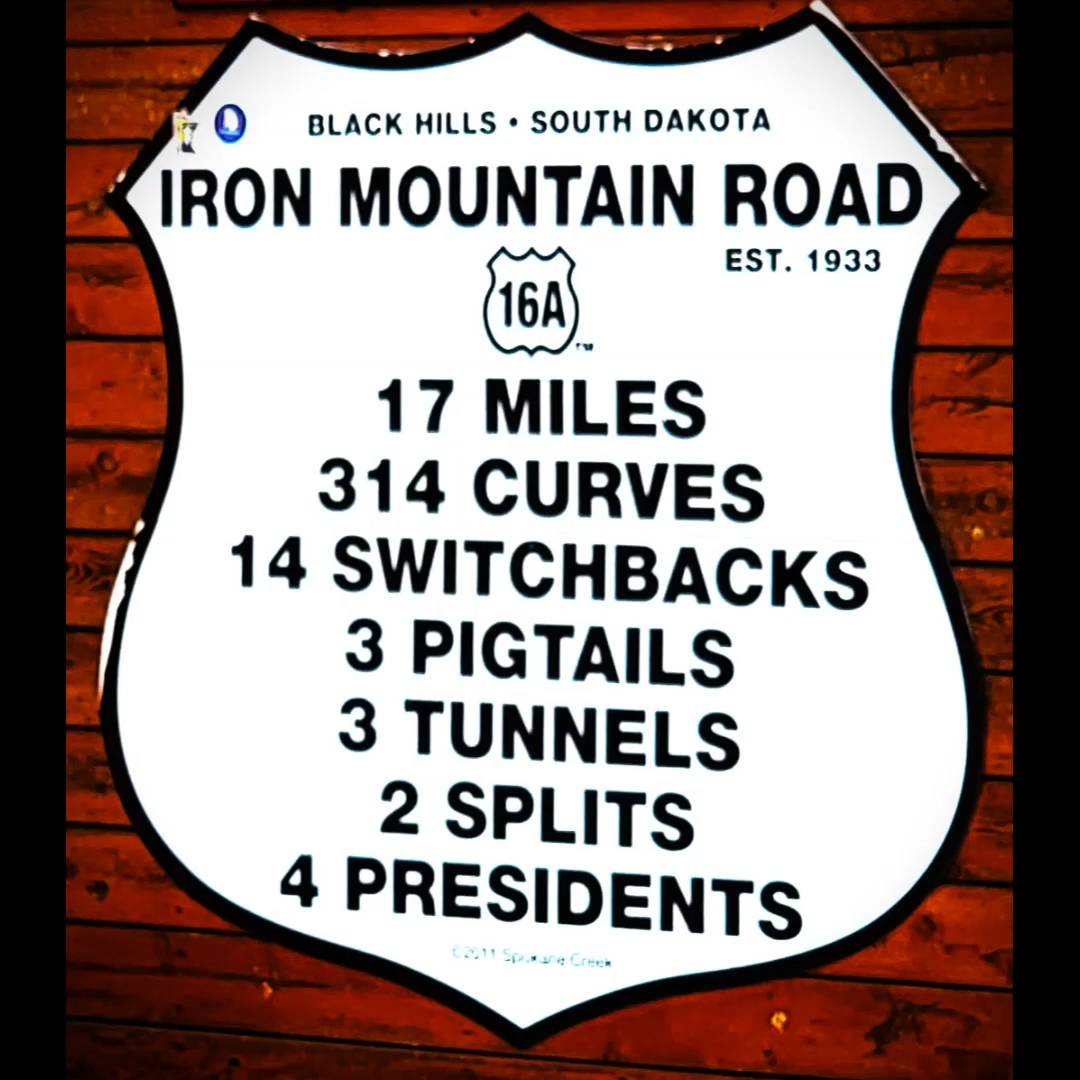 BLACK HILLS • SOUTH DAKOTA
IRON MOUNTAIN ROAD
EST. 1933
16A
TM
17 MILES
314 CURVES
14 SWITCHBACKS
3 PIGTAILS
3 TUNNELS
2 SPLITS
4 PRESIDENTS
©2011 Spokane Creek